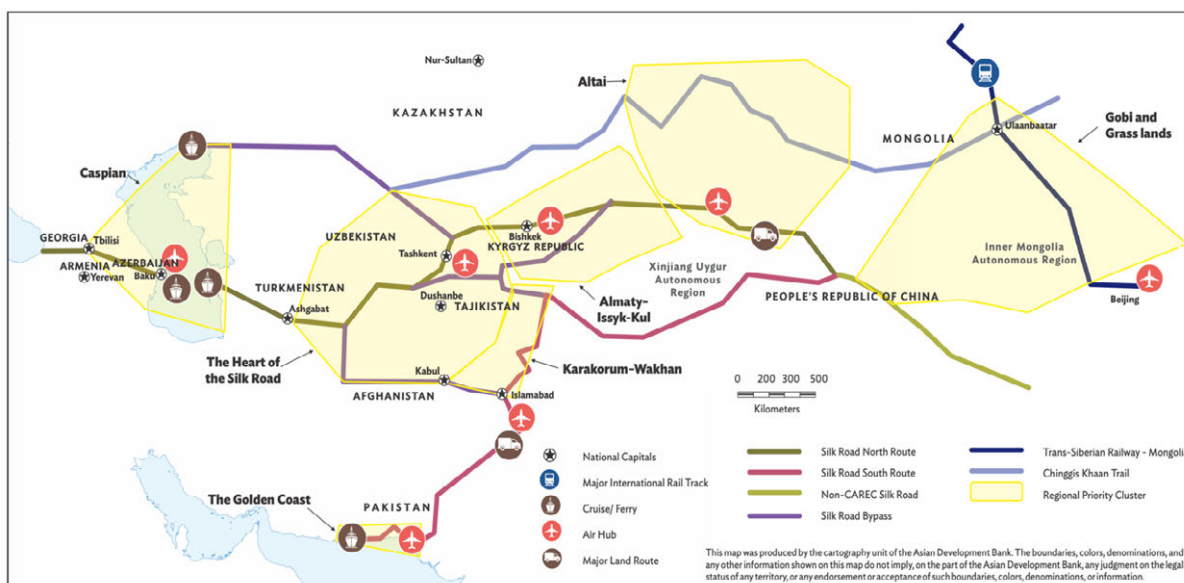 Nur-Sultan
Altai
KAZAKHSTAN
MONGOLIA
Ulaanbaatar
Gobi and
Grass lands
Caspian
GEORGIA
Tbilisi
ARMENIA
Yerevan
AZERBAIJAN
Baku
UZBEKISTAN
Tashkent
Bishkek
KYRGYZ REPUBLIC
Inner Mongolia
Autonomous Region
Beijing
Xinjiang Uygur
Autonomous
Region
PEOPLE'S REPUBLIC OF CHINA
TURKMENISTAN
Ashgabat
Dushanbe
TAJIKISTAN
Almaty-
Issyk-Kul
The Heart of
the Silk Road
Kabul
AFGHANISTAN
Islamabad
Karakorum-Wakhan
The Golden Coast
PAKISTAN
0 200 300 500
Kilometers
National Capitals
Major International Rail Track
Cruise/ Ferry
Air Hub
Major Land Route
Silk Road North Route
Silk Road South Route
Non-CAREC Silk Road
Silk Road Bypass
Trans-Siberian Railway - Mongolia
Chinggis Khaan Trail
Regional Priority Cluster
This map was produced by the cartography unit of the Asian Development Bank. The boundaries, colors, denominations, and
any other information shown on this map do not imply, on the part of the Asian Development Bank, any judgment on the legal
status of any territory, or any endorsement or acceptance of such boundaries, colors, denominations, or information.